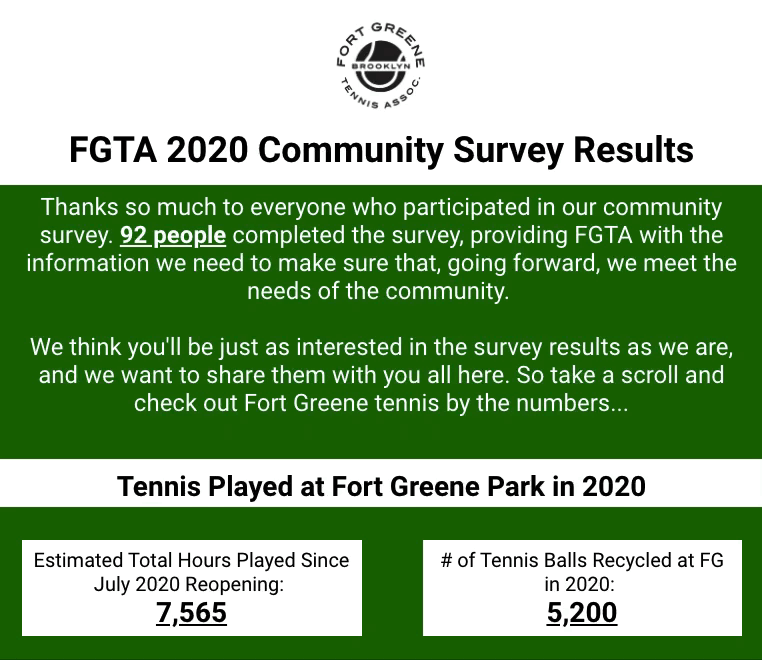 FORT GREENE
BROOKLYN
TENNIS ASSOC.
FGTA 2020 Community Survey Results
Thanks so much to everyone who participated in our community
survey. 92 people completed the survey, providing FGTA with the
information we need to make sure that, going forward, we meet the
needs of the community.
We think you'll be just as interested in the survey results as we are,
and we want to share them with you all here. So take a scroll and
check out Fort Greene tennis by the numbers...
Tennis Played at Fort Greene Park in 2020
Estimated Total Hours Played Since
July 2020 Reopening:
7,565
# of Tennis Balls Recycled at FG
in 2020:
5,200